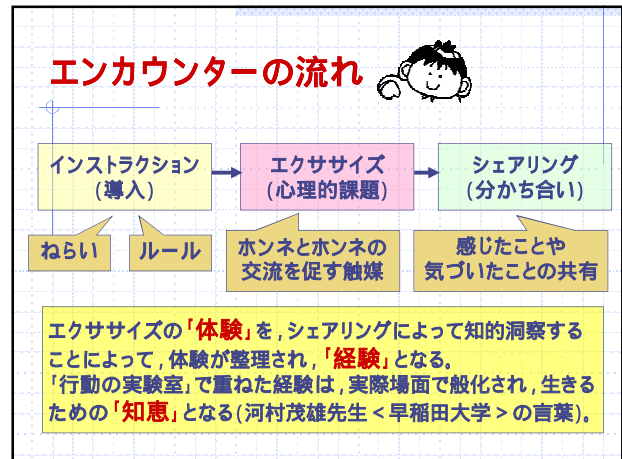 エンカウンターの流れ
インストラクション
(導入)
エクササイズ
(心理的課題)
シェアリング
(分かち合い)
ねらい
ルール
ホンネとホンネの
交流を促す触媒
感じたことや
気づいたことの共有
エクササイズの「体験」を,シェアリングによって知的洞察する
ことによって,体験が整理され,「経験」となる。
「行動の実験室」で重ねた経験は,実際場面で般化され,生きる
ための「知恵」となる(河村茂雄先生<早稲田大学>の言葉)。